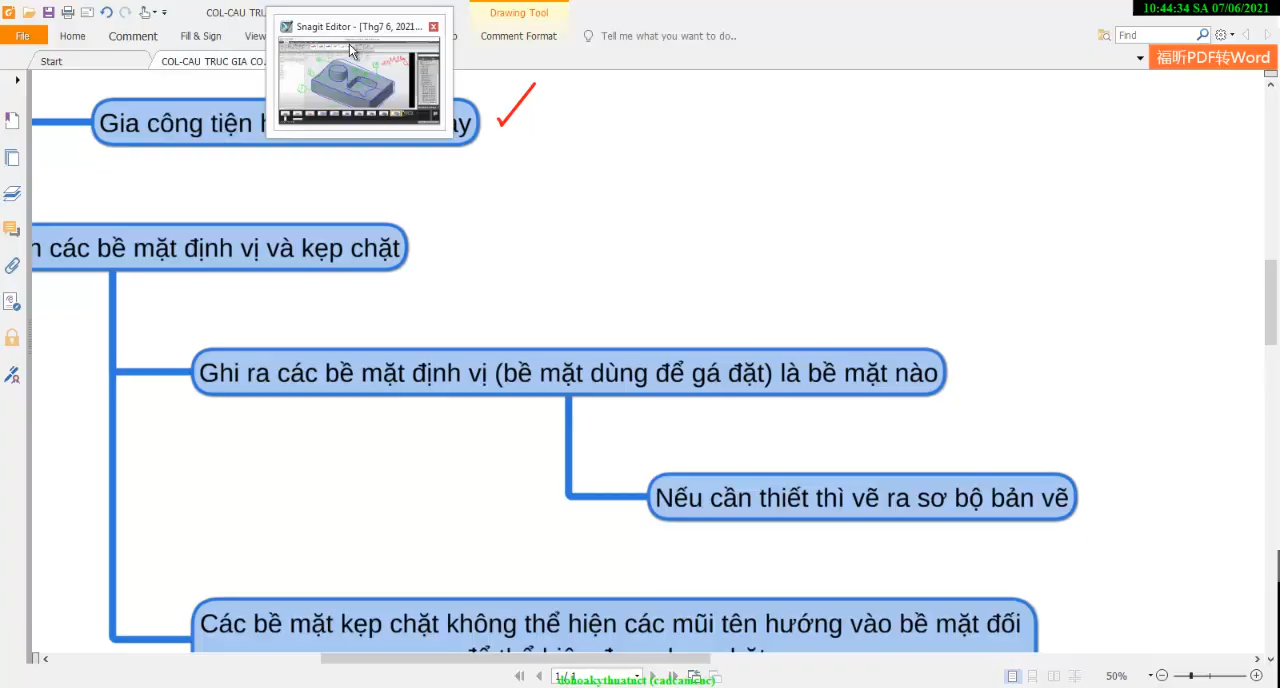 COL-CAU TRU
10:44:34 SA 07/06/2021
Drawing Tool
Snagit Editor - [Thg7 6, 2021...
File
Home
Comment
Fill & Sign
View
Comment Format
Tell me what you want to do..
Find
Start
COL-CAU TRUC GIA CO...
福昕PDF转Word
Gia công tiện
ay
các bề mặt định vị và kẹp chặt
Ghi ra các bề mặt định vị (bề mặt dùng để gá đặt) là bề mặt nào
Nếu cần thiết thì vẽ ra sơ bộ bản vẽ
Các bề mặt kẹp chặt không thể hiện các mũi tên hướng vào bề mặt đối
1 / 1
50%
dohoakythuatnct (cadcamcnc)